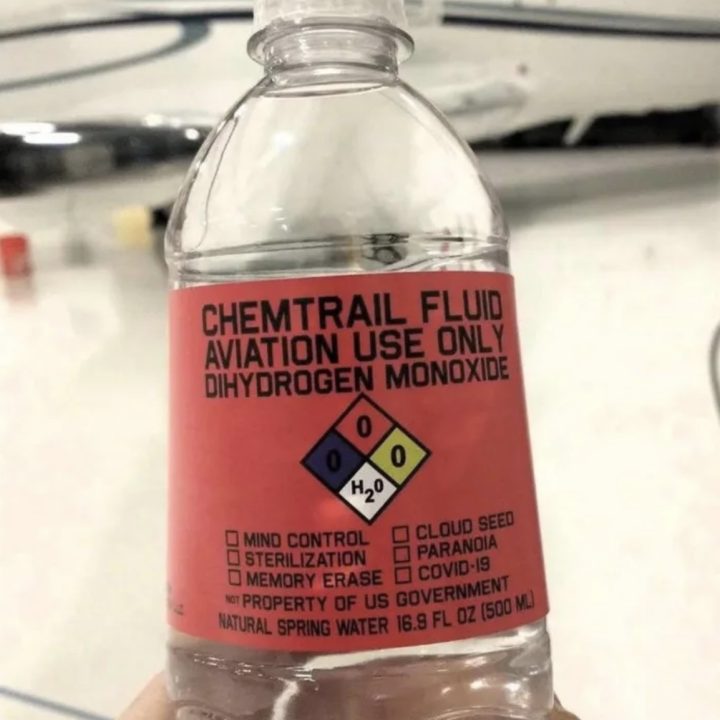 CHEMTRAIL FLUID
AVIATION USE ONLY
DIHYDROGEN MONOXIDE
0
0 0
H20
☐ MIND CONTROL ☐ CLOUD SEED
☐ STERILIZATION ☐ PARANOIA
☐ MEMORY ERASE ☐ COVID-19
NOT PROPERTY OF US GOVERNMENT
NATURAL SPRING WATER 16.9 FL OZ (500 ML)